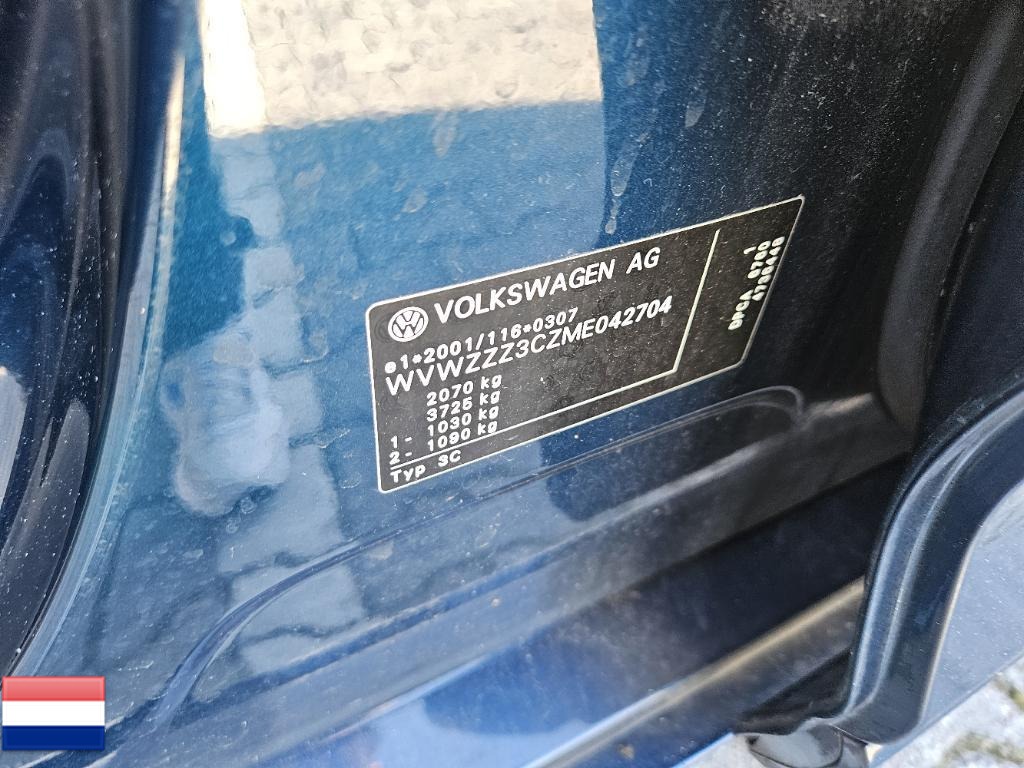 VOLKSWAGEN AG
e1*2001/116*0307
WVWZZZ3CZME042704
2070 kg
3725 kg
1- 1030 kg
2- 1090 kg
Typ 3C